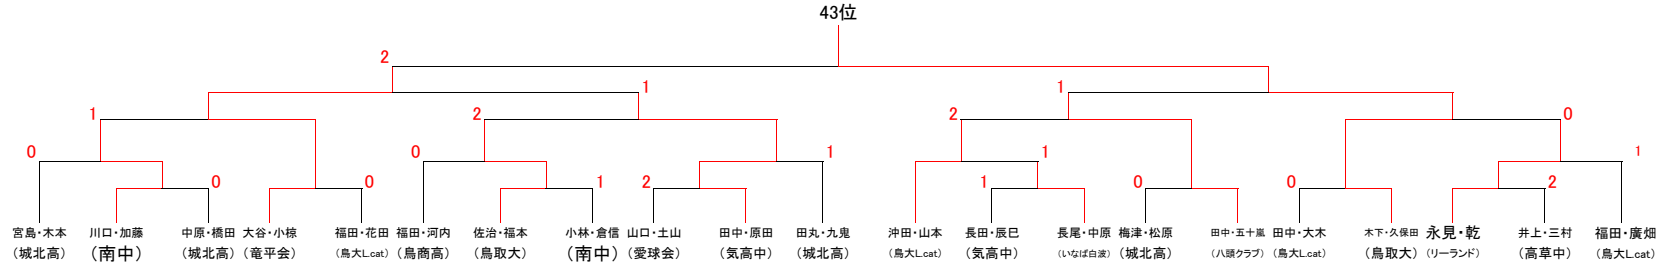 43位
2
1 1
1 2 2 0
0 0 1 1 1
0 0 1 2 1 0 0 2
宮島・木本 川口・加藤 中原・橋田 大谷・小椋 福田・花田 福田・河内 佐治・福本 小林・倉信 山口・土山 田中・原田 田丸・九鬼 沖田・山本 長田・辰巳 長尾・中原 梅津・松原 田中・五十嵐 田中・大木 木下・久保田 永見・乾 井上・三村 福田・廣畑
（城北高） （南中） （城北高） （竜平会） （鳥大L.cat） （鳥商高） （鳥取大） （南中） （愛球会） （気高中） （城北高） （鳥大L.cat） （気高中） （いなば白波） （城北高） （八頭クラブ） （鳥大L.cat） （鳥取大） （リーランド） （高草中） （鳥大L.cat）